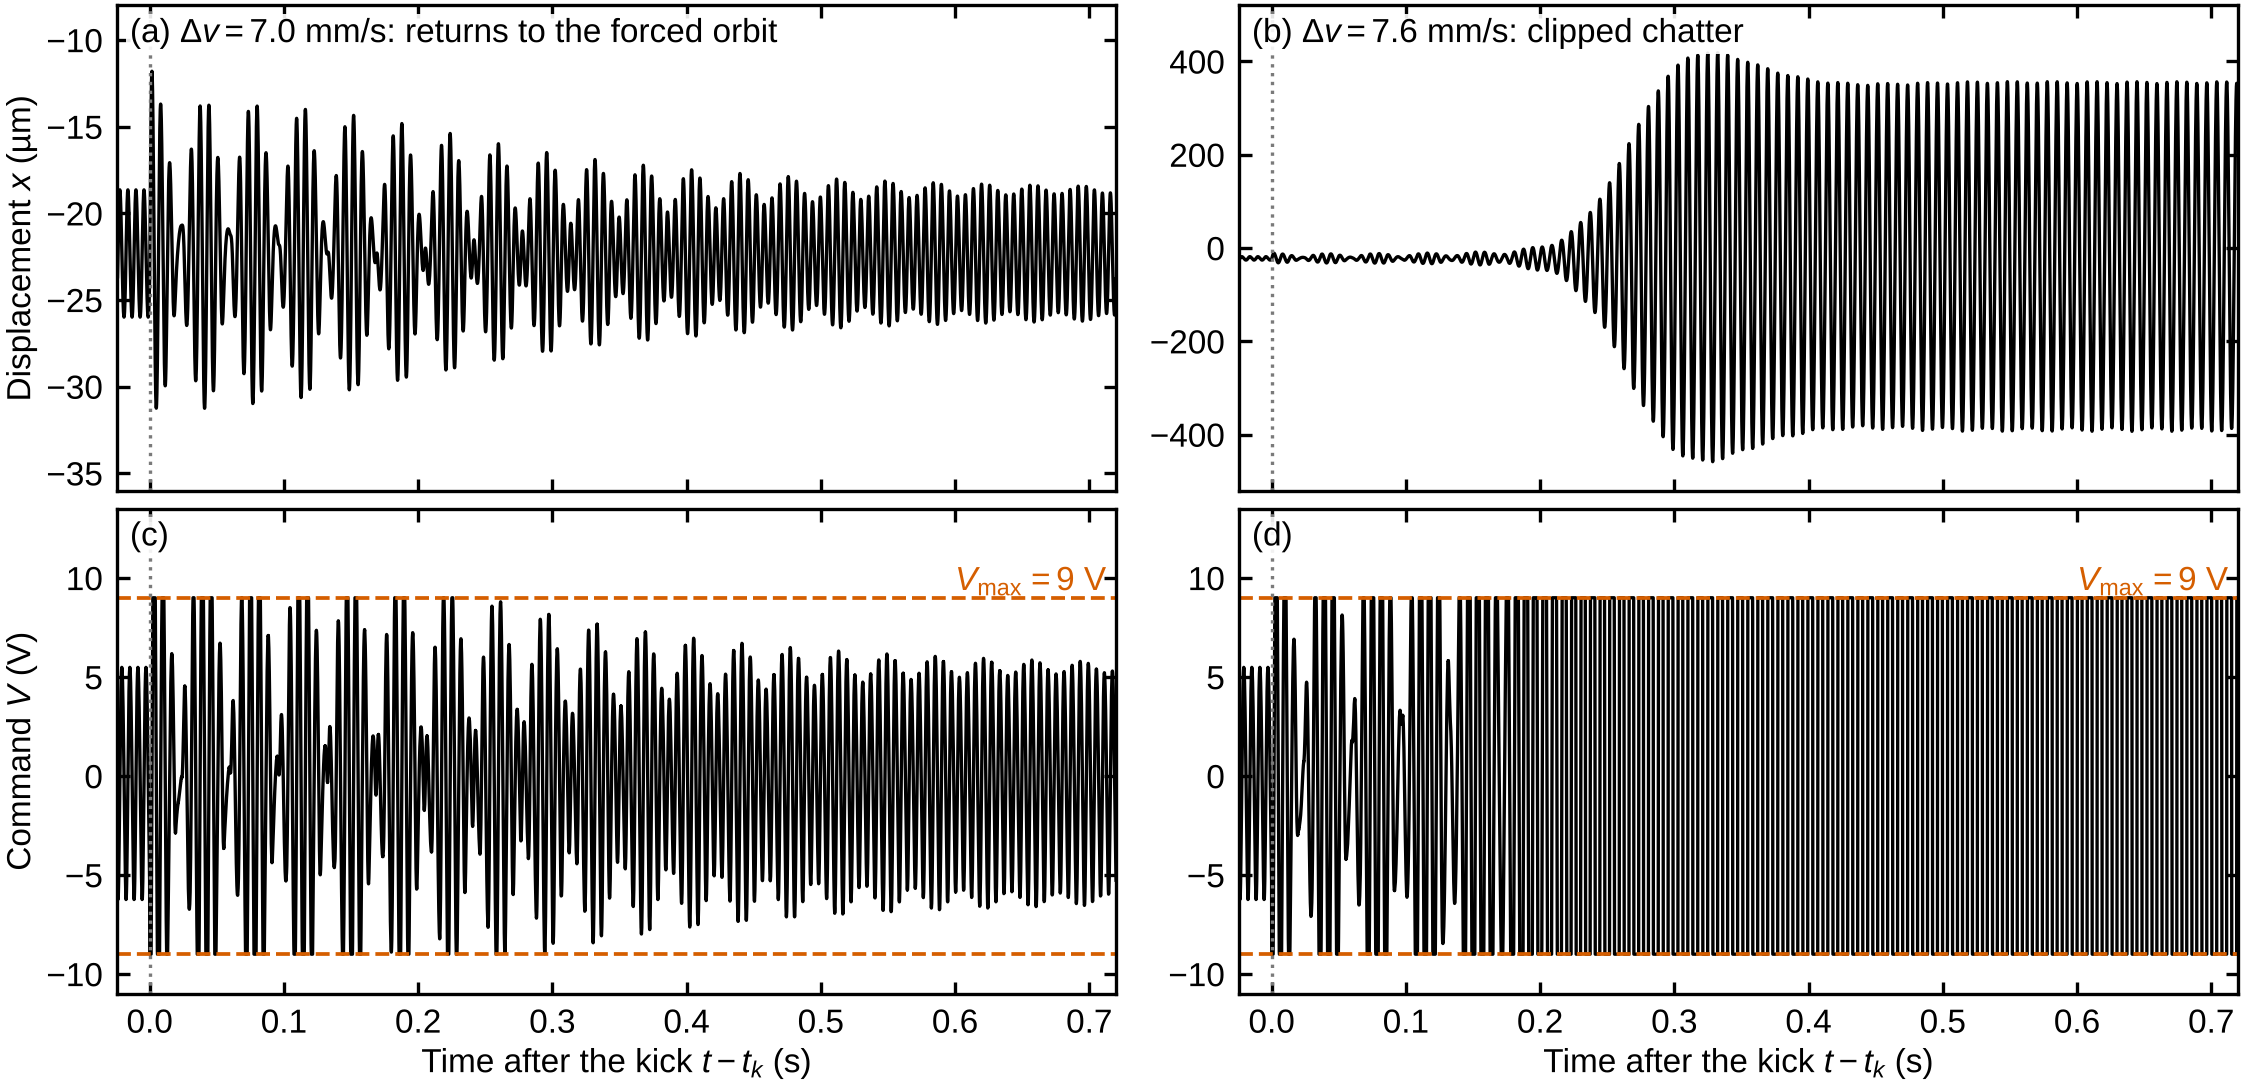 (a) Δv = 7.0 mm/s: returns to the forced orbit
Displacement x (µm)
−10
−15
−20
−25
−30
−35
(b) Δv = 7.6 mm/s: clipped chatter
400
200
0
−200
−400
(c)
Vmax = 9 V
Command V (V)
10
5
0
−5
−10
0.0 0.1 0.2 0.3 0.4 0.5 0.6 0.7
Time after the kick t − tk (s)
(d)
Vmax = 9 V
10
5
0
−5
−10
0.0 0.1 0.2 0.3 0.4 0.5 0.6 0.7
Time after the kick t − tk (s)